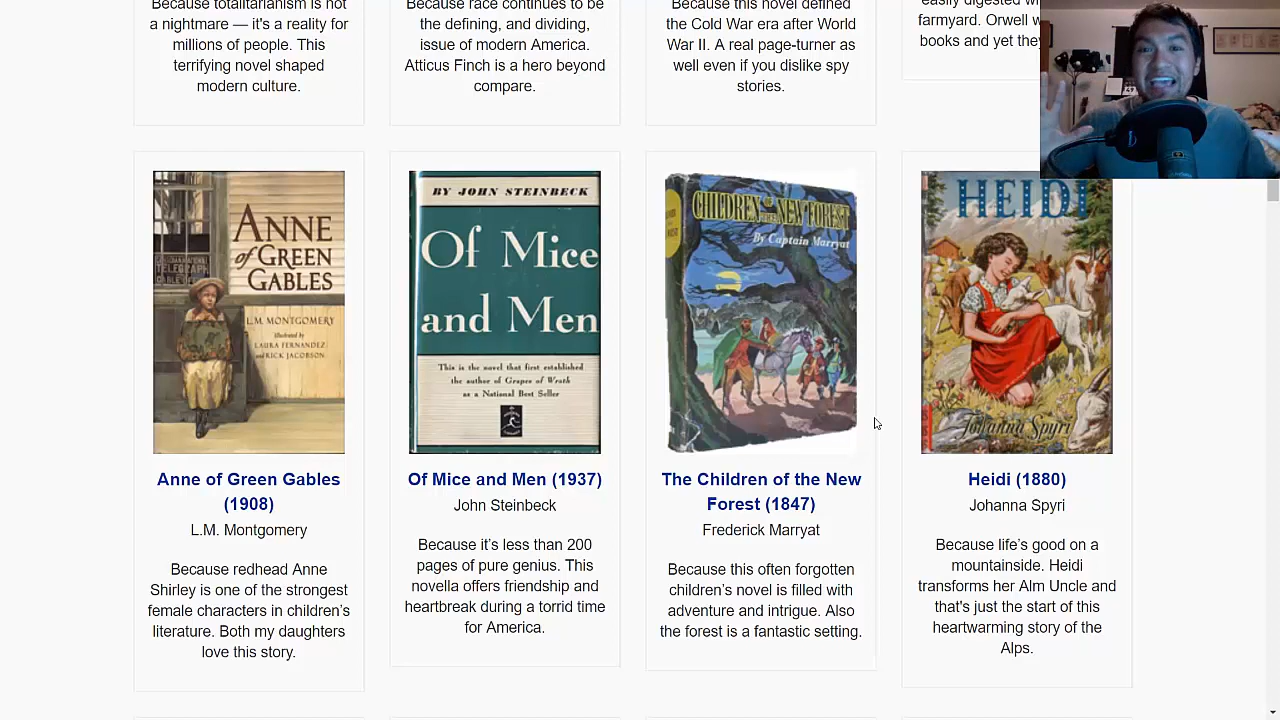 Because totalitarianism is not
a nightmare — it's a reality for
millions of people. This
terrifying novel shaped
modern culture.
Because race continues to be
the defining, and dividing,
issue of modern America.
Atticus Finch is a hero beyond
compare.
Because this novel defined
the Cold War era after World
War II. A real page-turner as
well even if you dislike spy
stories.
easily digested
farmyard. Orwell
books and yet they
ANNE
of GREEN
GABLES
TELEGRAPH
L.M. MONTGOMERY
Illustrated by
LAURA FERNANDEZ
and RICK JACOBSON
Anne of Green Gables
(1908)
L.M. Montgomery
Because redhead Anne
Shirley is one of the strongest
female characters in children’s
literature. Both my daughters
love this story.
BY JOHN STEINBECK
Of Mice
and Men
This is the novel that first established
the author of Grapes of Wrath
as a National Best Seller
Of Mice and Men (1937)
John Steinbeck
Because it’s less than 200
pages of pure genius. This
novella offers friendship and
heartbreak during a torrid time
for America.
CHILDREN OF THE NEW FOREST
By Captain Marryat
The Children of the New
Forest (1847)
Frederick Marryat
Because this often forgotten
children’s novel is filled with
adventure and intrigue. Also
the forest is a fantastic setting.
HEIDI
Johanna Spyri
Heidi (1880)
Johanna Spyri
Because life’s good on a
mountainside. Heidi
transforms her Alm Uncle and
that's just the start of this
heartwarming story of the
Alps.